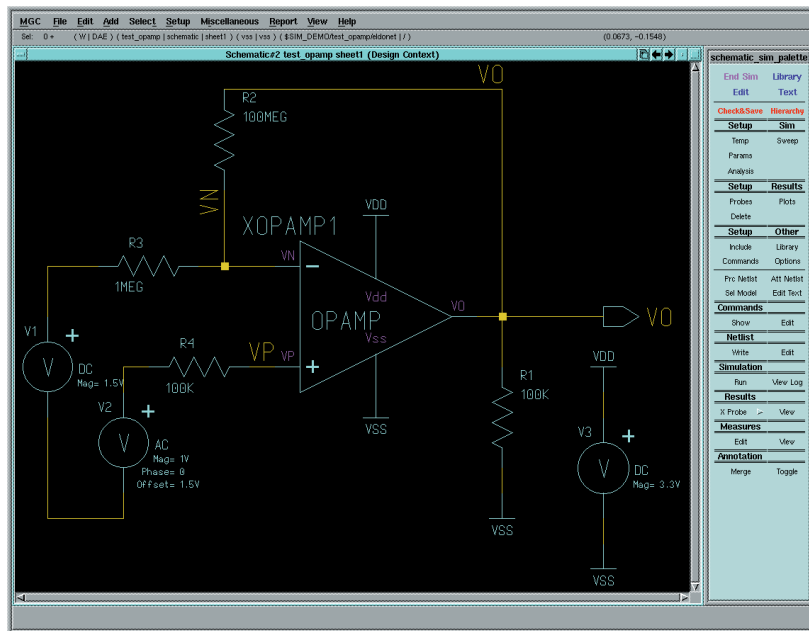 MGC File Edit Add Select Setup Miscellaneous Report View Help
Sel: 0 + ( W | DAE ) ( test_opamp | schematic | sheet1 ) ( vss | vss ) ( $SIM_DEMO/test_opamp/eldonet | / ) (0.0673, -0.1548)
Schematic#2 test_opamp sheet1 (Design Context)
schematic_sim_palette
End Sim Library
Edit Text
Check&Save Hierarchy
Setup Sim
Temp Sweep
Params
Analysis
Setup Results
Probes Plots
Delete
Setup Other
Include Library
Commands Options
Prc Netlist Att Netlist
Sel Model Edit Text
Commands
Show Edit
Netlist
Write Edit
Simulation
Run View Log
Results
X Probe > View
Measures
Edit View
Annotation
Merge Toggle
VO
R2
100MEG
VN
XOPAMP1
VDD
R3
1MEG
VN
Vdd
OPAMP
Vss
VO
VO
V1
V
DC
Mag= 1.5V
R4
100K
VP
VP
VSS
R1
100K
VSS
V2
V
AC
Mag= 1V
Phase= 0
Offset= 1.5V
VDD
V3
V
DC
Mag= 3.3V
VSS